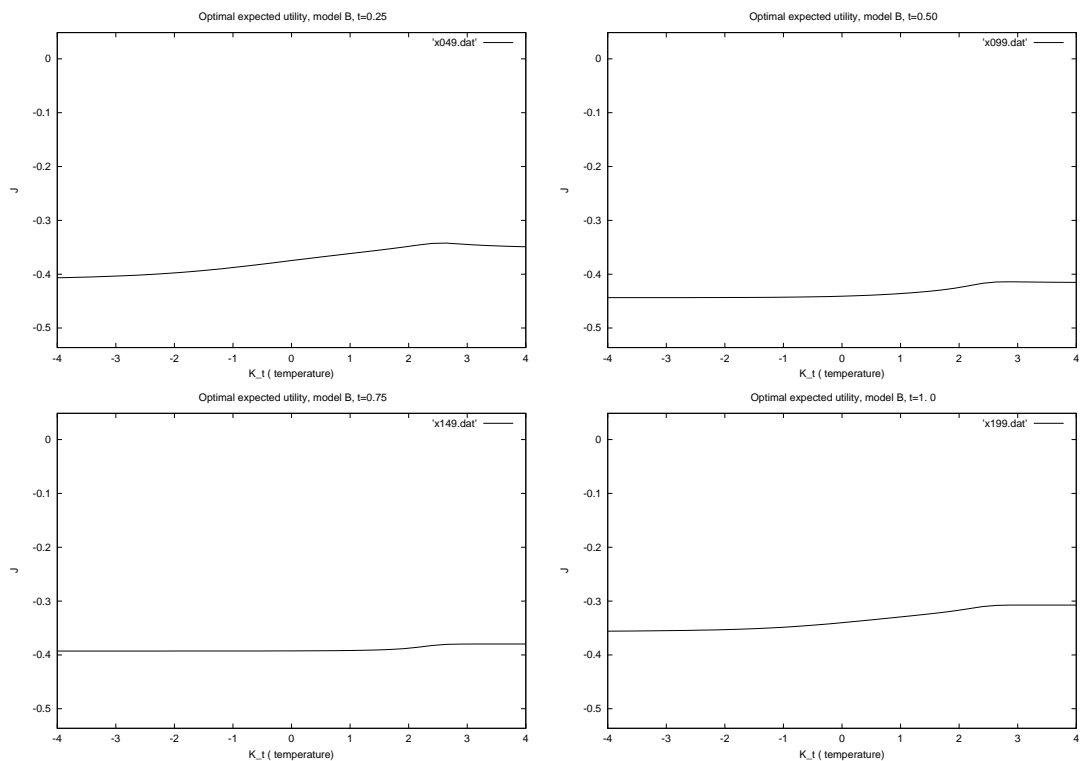 Optimal expected utility, model B, t=0.25
'x049.dat'
0
-0.1
-0.2
-0.3
-0.4
-0.5
J
-4 -3 -2 -1 0 1 2 3 4
K_t ( temperature)
Optimal expected utility, model B, t=0.50
'x099.dat'
0
-0.1
-0.2
-0.3
-0.4
-0.5
J
-4 -3 -2 -1 0 1 2 3 4
K_t ( temperature)
Optimal expected utility, model B, t=0.75
'x149.dat'
0
-0.1
-0.2
-0.3
-0.4
-0.5
J
-4 -3 -2 -1 0 1 2 3 4
K_t ( temperature)
Optimal expected utility, model B, t=1. 0
'x199.dat'
0
-0.1
-0.2
-0.3
-0.4
-0.5
J
-4 -3 -2 -1 0 1 2 3 4
K_t ( temperature)